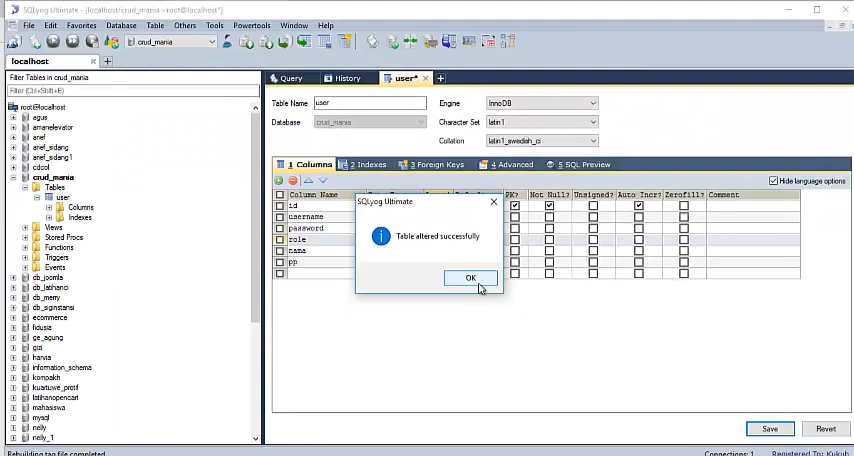 SQLyog Ultimate - [localhost/crud_mania - root@localhost]
File Edit Favorites Database Table Others Tools Powertools Window Help
crud_mania
localhost
Filter Tables in crud_mania
Filter (Ctrl+Shift+B)
root@localhost
agus
amanelevator
anef
anef_sidang
anef_sidang1
cdcol
crud_mania
Tables
user
Columns
Indexes
Views
Stored Procs
Functions
Triggers
Events
db_joomla
db_latihanci
db_merry
db_siginstansi
ecommerce
fidusia
ge_agung
gizi
harvia
information_schema
kompakh
kuartuwe_protif
latihanopencart
mahasiswa
mysql
nelly
nelly_1
Query History user*
Table Name user Engine InnoDB
Database crud_mania Character Set latin1
Collation latin1_swedish_ci
1 Columns 2 Indexes 3 Foreign Keys 4 Advanced 5 SQL Preview
Hide language options
Column Name PK? Not Null? Unsigned? Auto Incr? Zerofill? Comment
id
username
password
role
nama
pp
SQLyog Ultimate
Table altered successfully
OK
Save Revert
Rebuilding tag file completed Connections: 1 Registered To: Kukuh